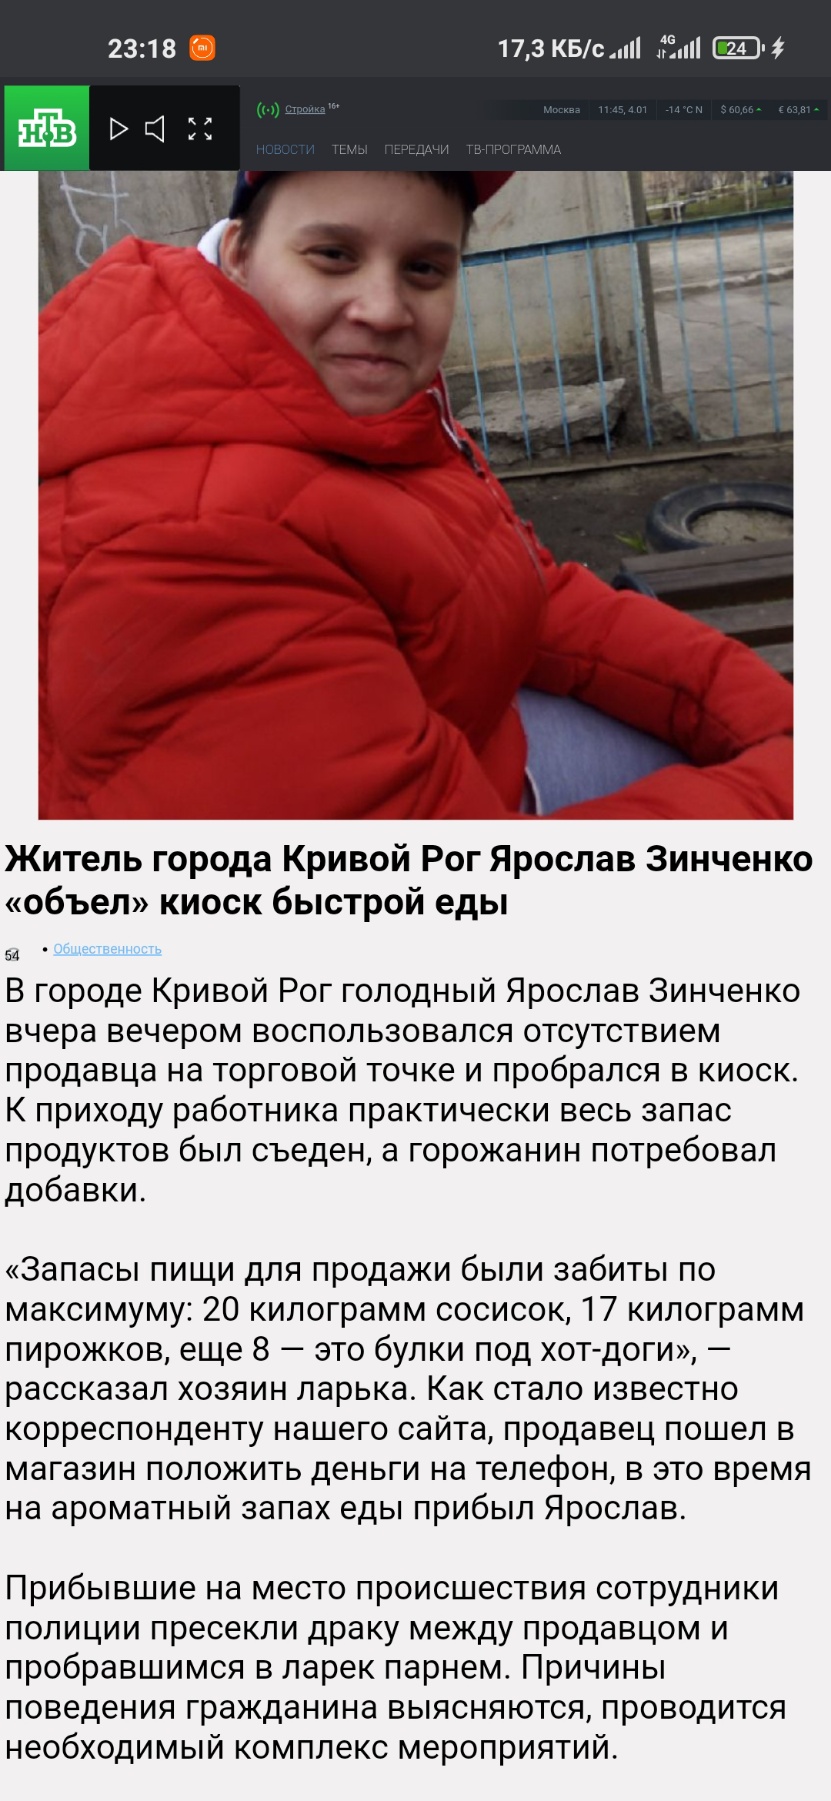 23:18 17,3 КБ/с 4G 24
НТВ
Стройка 16+
Москва 11:45, 4.01 -14 °C N $ 60,66 € 63,81
НОВОСТИ ТЕМЫ ПЕРЕДАЧИ ТВ-ПРОГРАММА
Житель города Кривой Рог Ярослав Зинченко
«объел» киоск быстрой еды
54 • Общественность
В городе Кривой Рог голодный Ярослав Зинченко
вчера вечером воспользовался отсутствием
продавца на торговой точке и пробрался в киоск.
К приходу работника практически весь запас
продуктов был съеден, а горожанин потребовал
добавки.
«Запасы пищи для продажи были забиты по
максимуму: 20 килограмм сосисок, 17 килограмм
пирожков, еще 8 — это булки под хот-доги», —
рассказал хозяин ларька. Как стало известно
корреспонденту нашего сайта, продавец пошел в
магазин положить деньги на телефон, в это время
на ароматный запах еды прибыл Ярослав.
Прибывшие на место происшествия сотрудники
полиции пресекли драку между продавцом и
пробравшимся в ларек парнем. Причины
поведения гражданина выясняются, проводится
необходимый комплекс мероприятий.